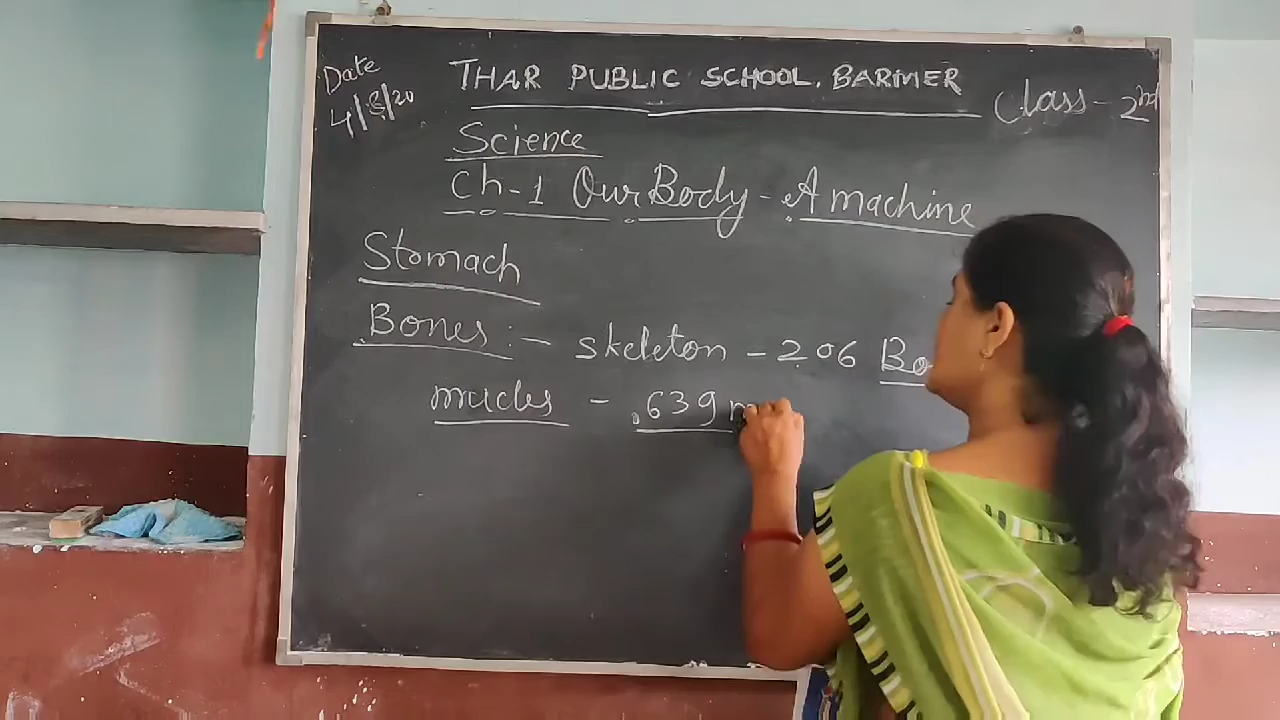 Date
4/8/20
THAR PUBLIC SCHOOL, BARMER
Class - 2nd
Science
Ch-1 Our Body - A machine
Stomach
Bones :- skeleton - 206 Bo
mucles - 639 m